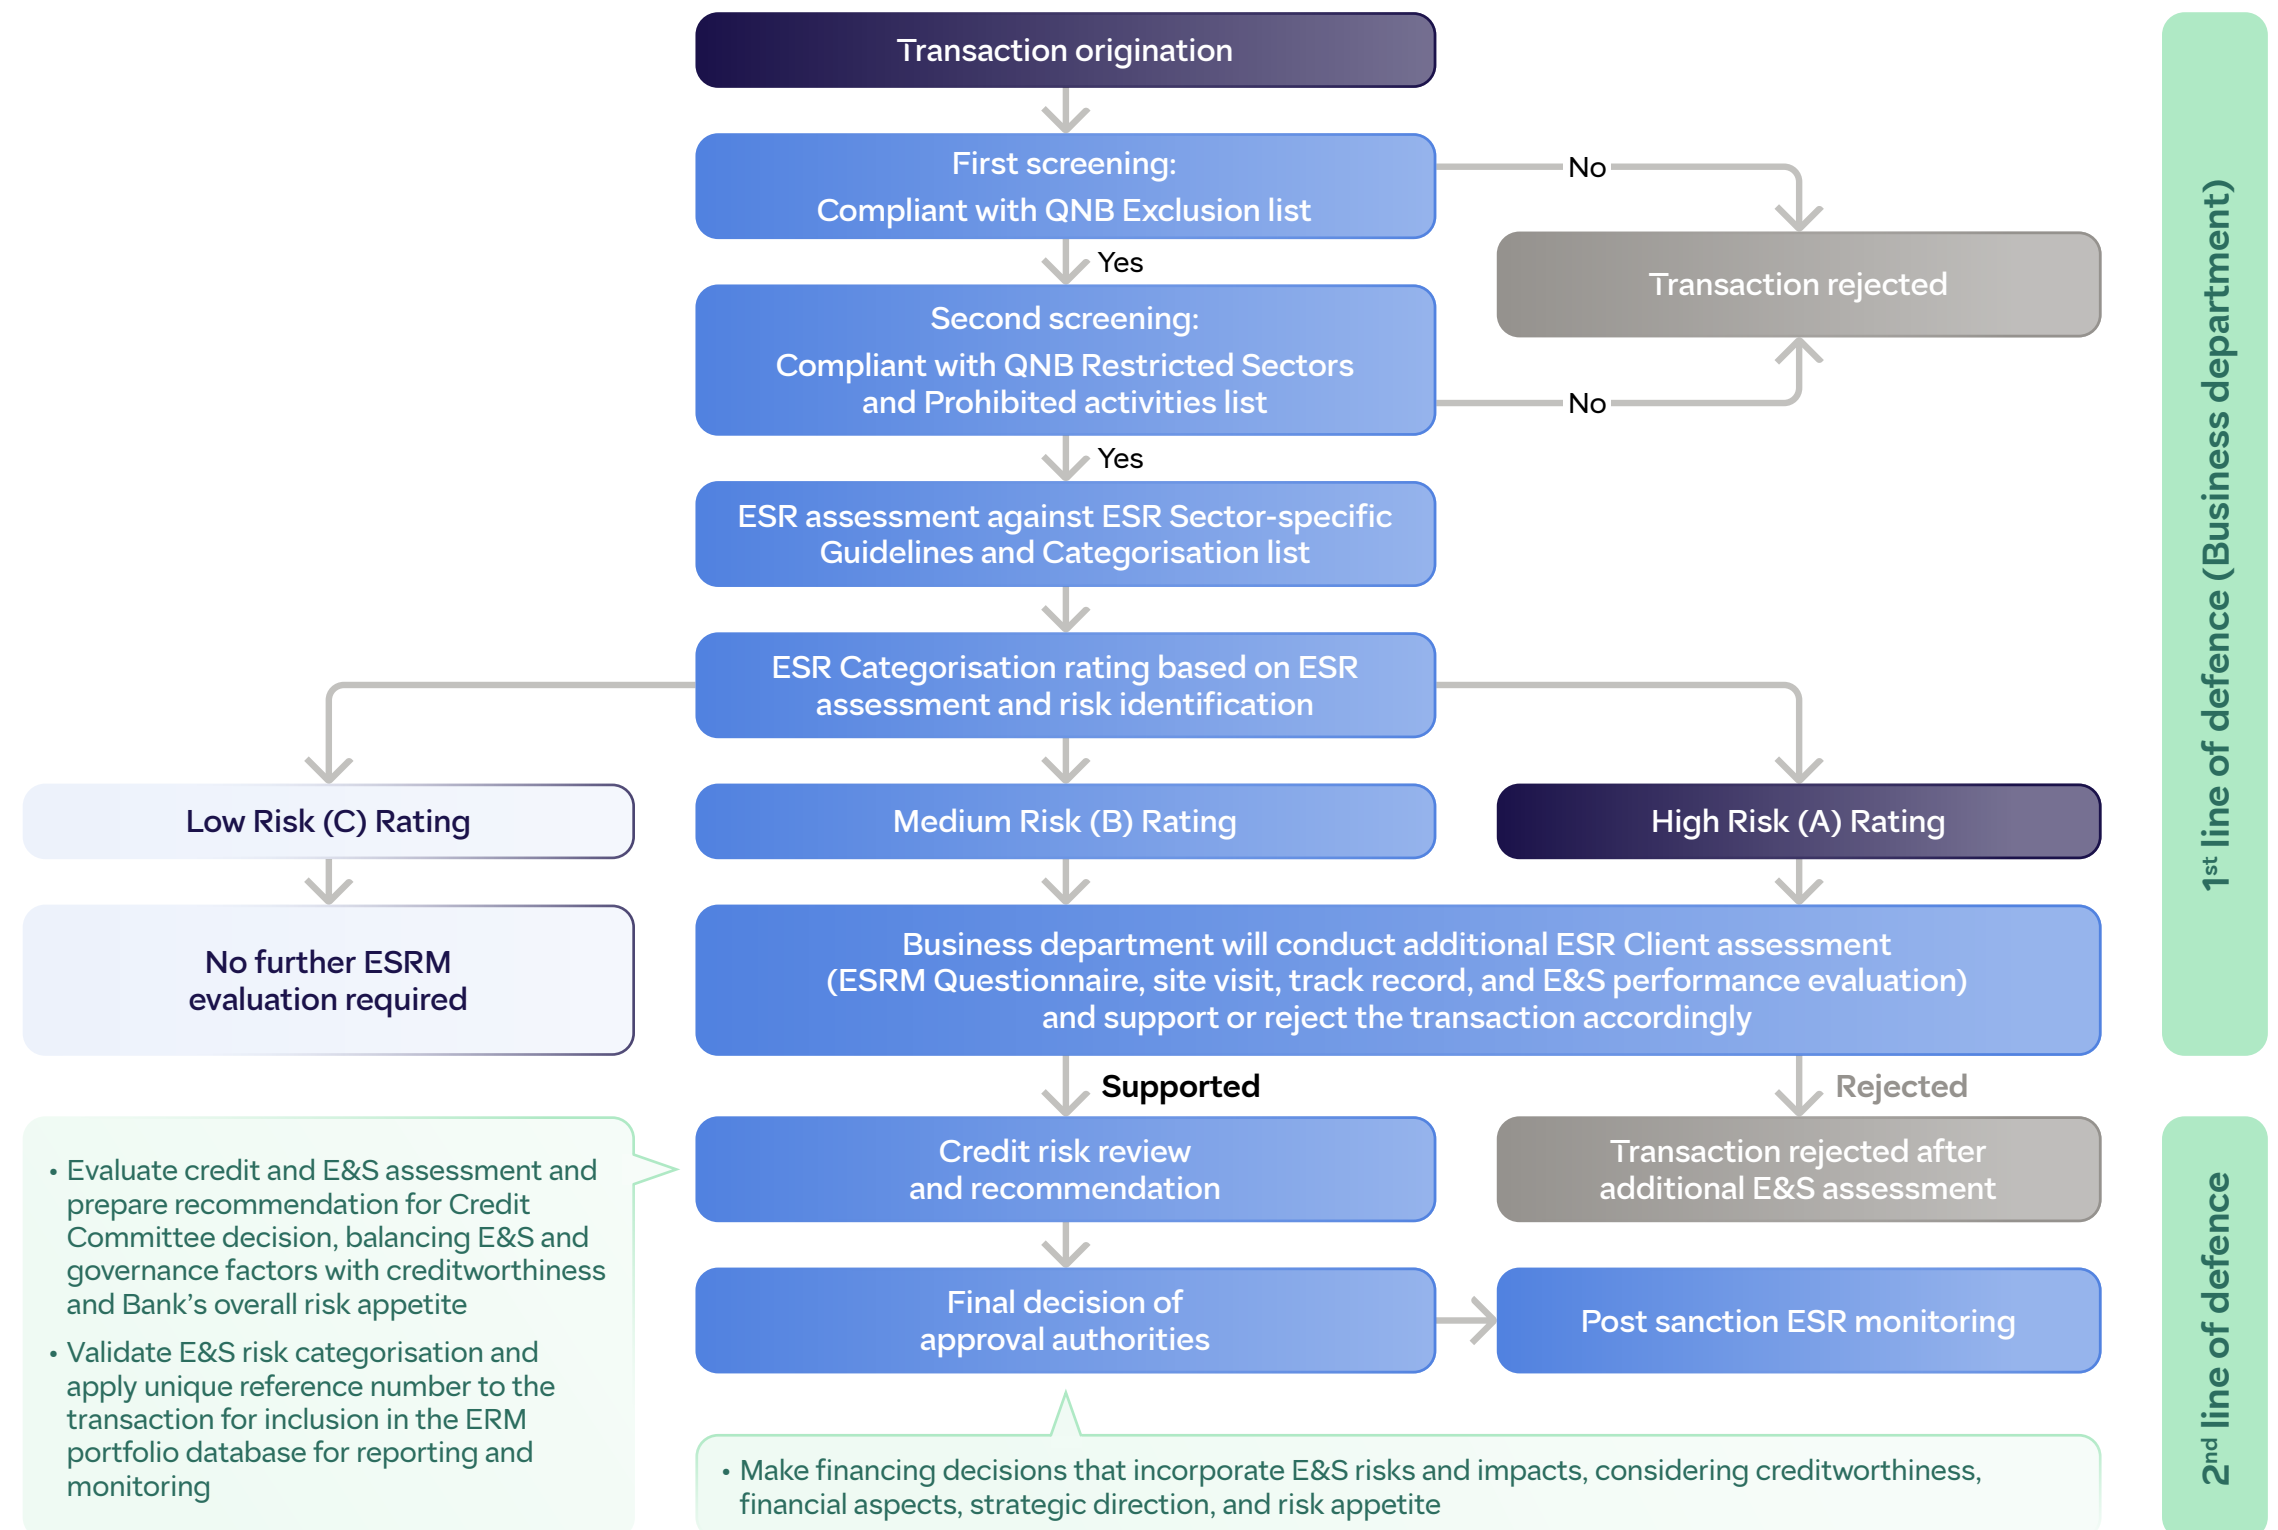 Transaction origination
First screening:
Compliant with QNB Exclusion list
No
Yes
Transaction rejected
Second screening:
Compliant with QNB Restricted Sectors
and Prohibited activities list
No
Yes
ESR assessment against ESR Sector-specific
Guidelines and Categorisation list
ESR Categorisation rating based on ESR
assessment and risk identification
Low Risk (C) Rating
Medium Risk (B) Rating
High Risk (A) Rating
No further ESRM
evaluation required
Business department will conduct additional ESR Client assessment
(ESRM Questionnaire, site visit, track record, and E&S performance evaluation)
and support or reject the transaction accordingly
1st line of defence (Business department)
Supported
Rejected
• Evaluate credit and E&S assessment and
prepare recommendation for Credit
Committee decision, balancing E&S and
governance factors with creditworthiness
and Bank’s overall risk appetite
• Validate E&S risk categorisation and
apply unique reference number to the
transaction for inclusion in the ERM
portfolio database for reporting and
monitoring
Credit risk review
and recommendation
Transaction rejected after
additional E&S assessment
Final decision of
approval authorities
Post sanction ESR monitoring
• Make financing decisions that incorporate E&S risks and impacts, considering creditworthiness,
financial aspects, strategic direction, and risk appetite
2nd line of defence